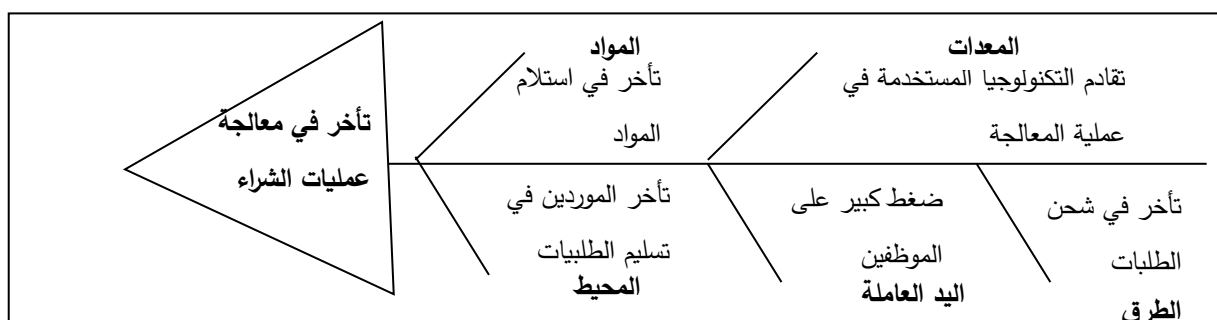 المعدات
تقادم التكنولوجيا المستخدمة في
عملية المعالجة
المواد
تأخر في استلام
المواد
تأخر في معالجة
عمليات الشراء
تأخر في شحن
الطلبات
الطرق
ضغط كبير على
الموظفين
اليد العاملة
تأخر الموردين في
تسليم الطلبيات
المحيط